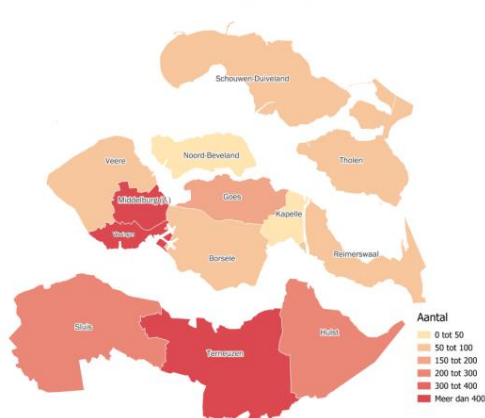 Schouwen-Duiveland
Veere
Noord-Beveland
Tholen
Middelburg (Z.)
Goes
Kapelle
Vlissingen
Borsele
Reimerswaal
Sluis
Terneuzen
Hulst
Aantal
0 tot 50
50 tot 100
150 tot 200
200 tot 300
300 tot 400
Meer dan 400